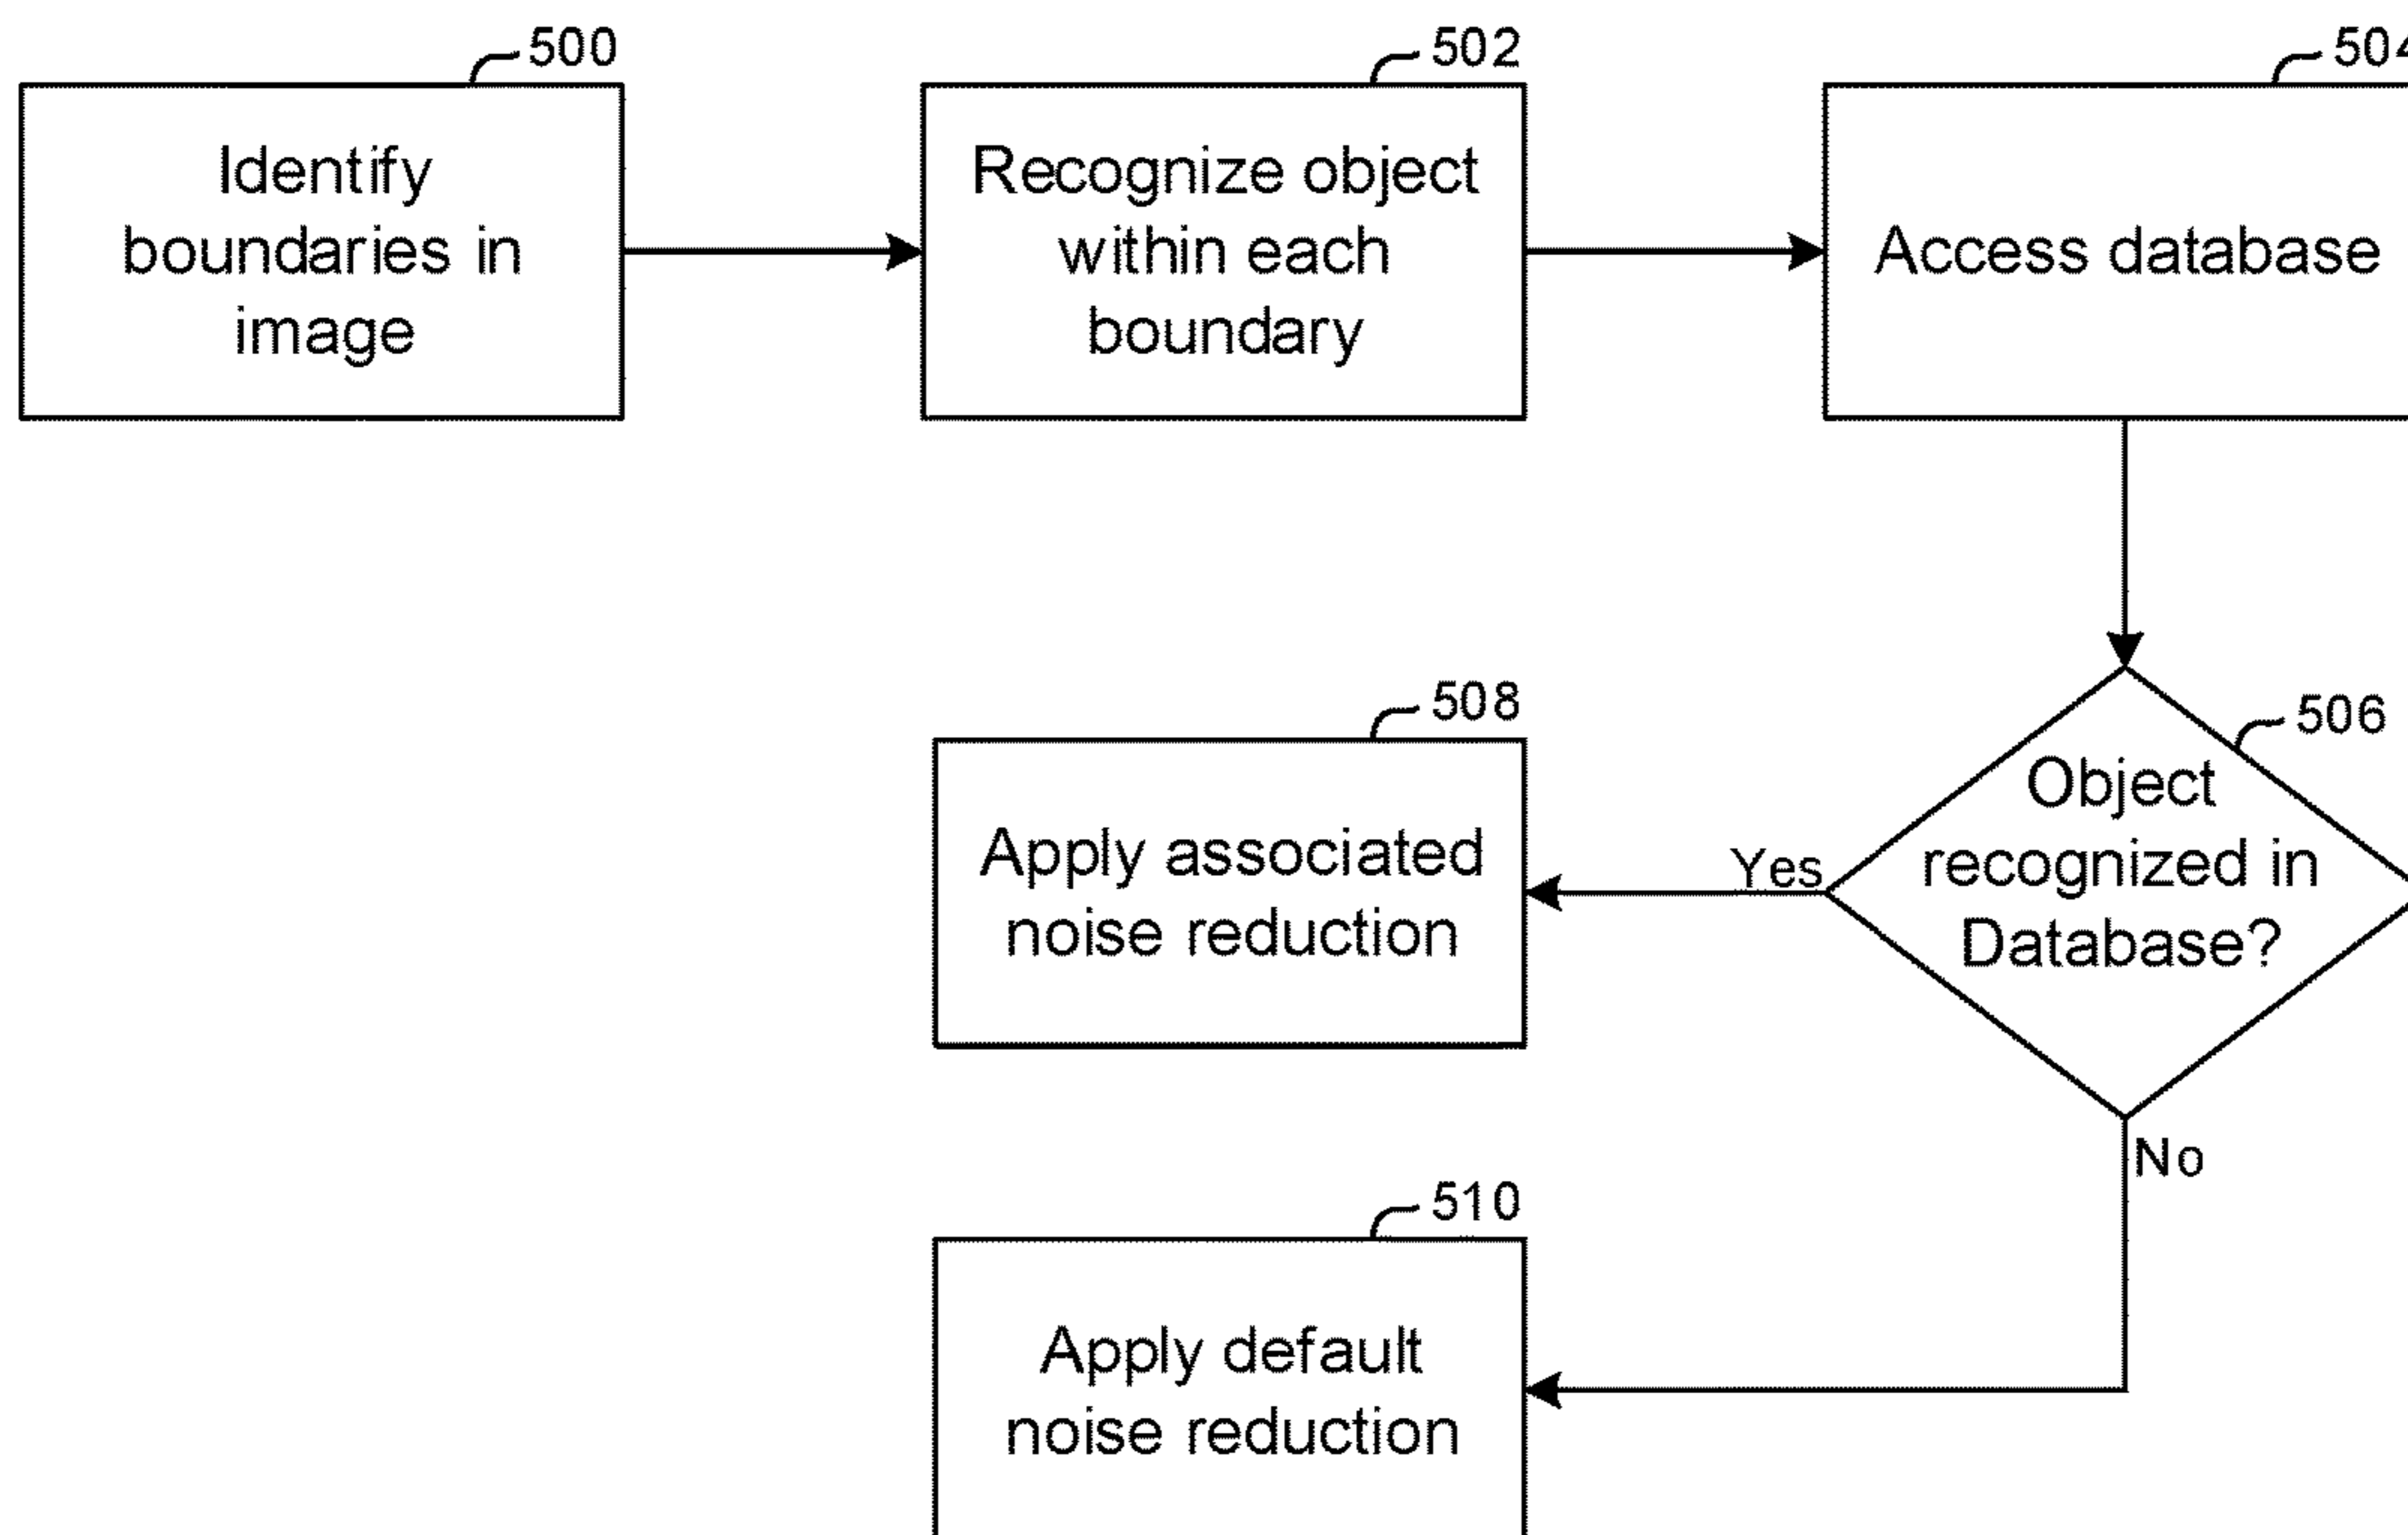 500
Identify
boundaries in
image
502
Recognize object
within each
boundary
504
Access database
506
Object
recognized in
Database?
Yes
No
508
Apply associated
noise reduction
510
Apply default
noise reduction